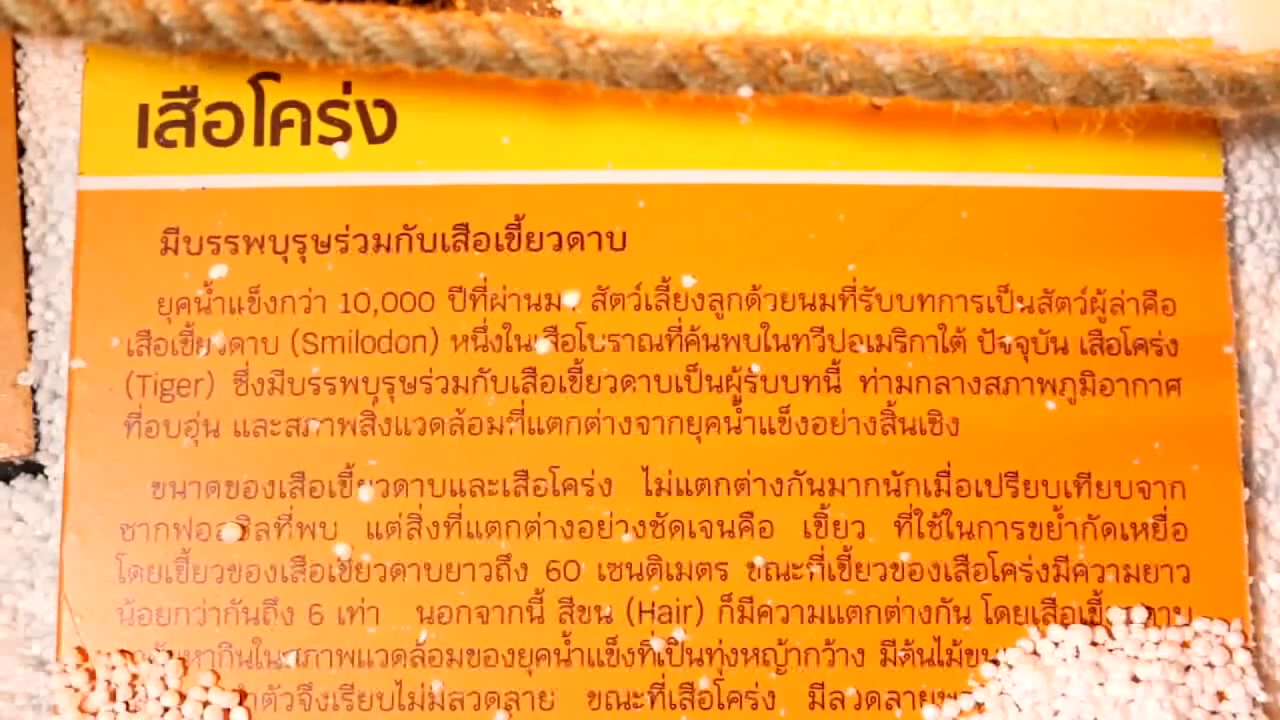 เสือโคร่ง
มีบรรพบุรุษร่วมกับเสือเขี้ยวดาบ
ยุคน้ำแข็งกว่า 10,000 ปีที่ผ่านมา สัตว์เลี้ยงลูกด้วยนมที่รับบทการเป็นสัตว์ผู้ล่าคือ
เสือเขี้ยวดาบ (Smilodon) หนึ่งในเสือโบราณที่ค้นพบในทวีปอเมริกาใต้ ปัจจุบัน เสือโคร่ง
(Tiger) ซึ่งมีบรรพบุรุษร่วมกับเสือเขี้ยวดาบเป็นผู้รับบทนี้ ท่ามกลางสภาพภูมิอากาศ
ที่อบอุ่น และสภาพสิ่งแวดล้อมที่แตกต่างจากยุคน้ำแข็งอย่างสิ้นเชิง
ขนาดของเสือเขี้ยวดาบและเสือโคร่ง ไม่แตกต่างกันมากนักเมื่อเปรียบเทียบจาก
ซากฟอสซิลที่พบ แต่สิ่งที่แตกต่างอย่างชัดเจนคือ เขี้ยว ที่ใช้ในการขย้ำกัดเหยื่อ
โดยเขี้ยวของเสือเขี้ยวดาบยาวถึง 60 เซนติเมตร ขณะที่เขี้ยวของเสือโคร่งมีความยาว
น้อยกว่ากันถึง 6 เท่า นอกจากนี้ สีขน (Hair) ก็มีความแตกต่างกัน โดยเสือเขี้ยวดาบ
หากินในสภาพแวดล้อมของยุคน้ำแข็งที่เป็นทุ่งหญ้ากว้าง มีต้นไม้
ตัวจึงเรียบไม่มีลวดลาย ขณะที่เสือโคร่ง มีลวดลาย